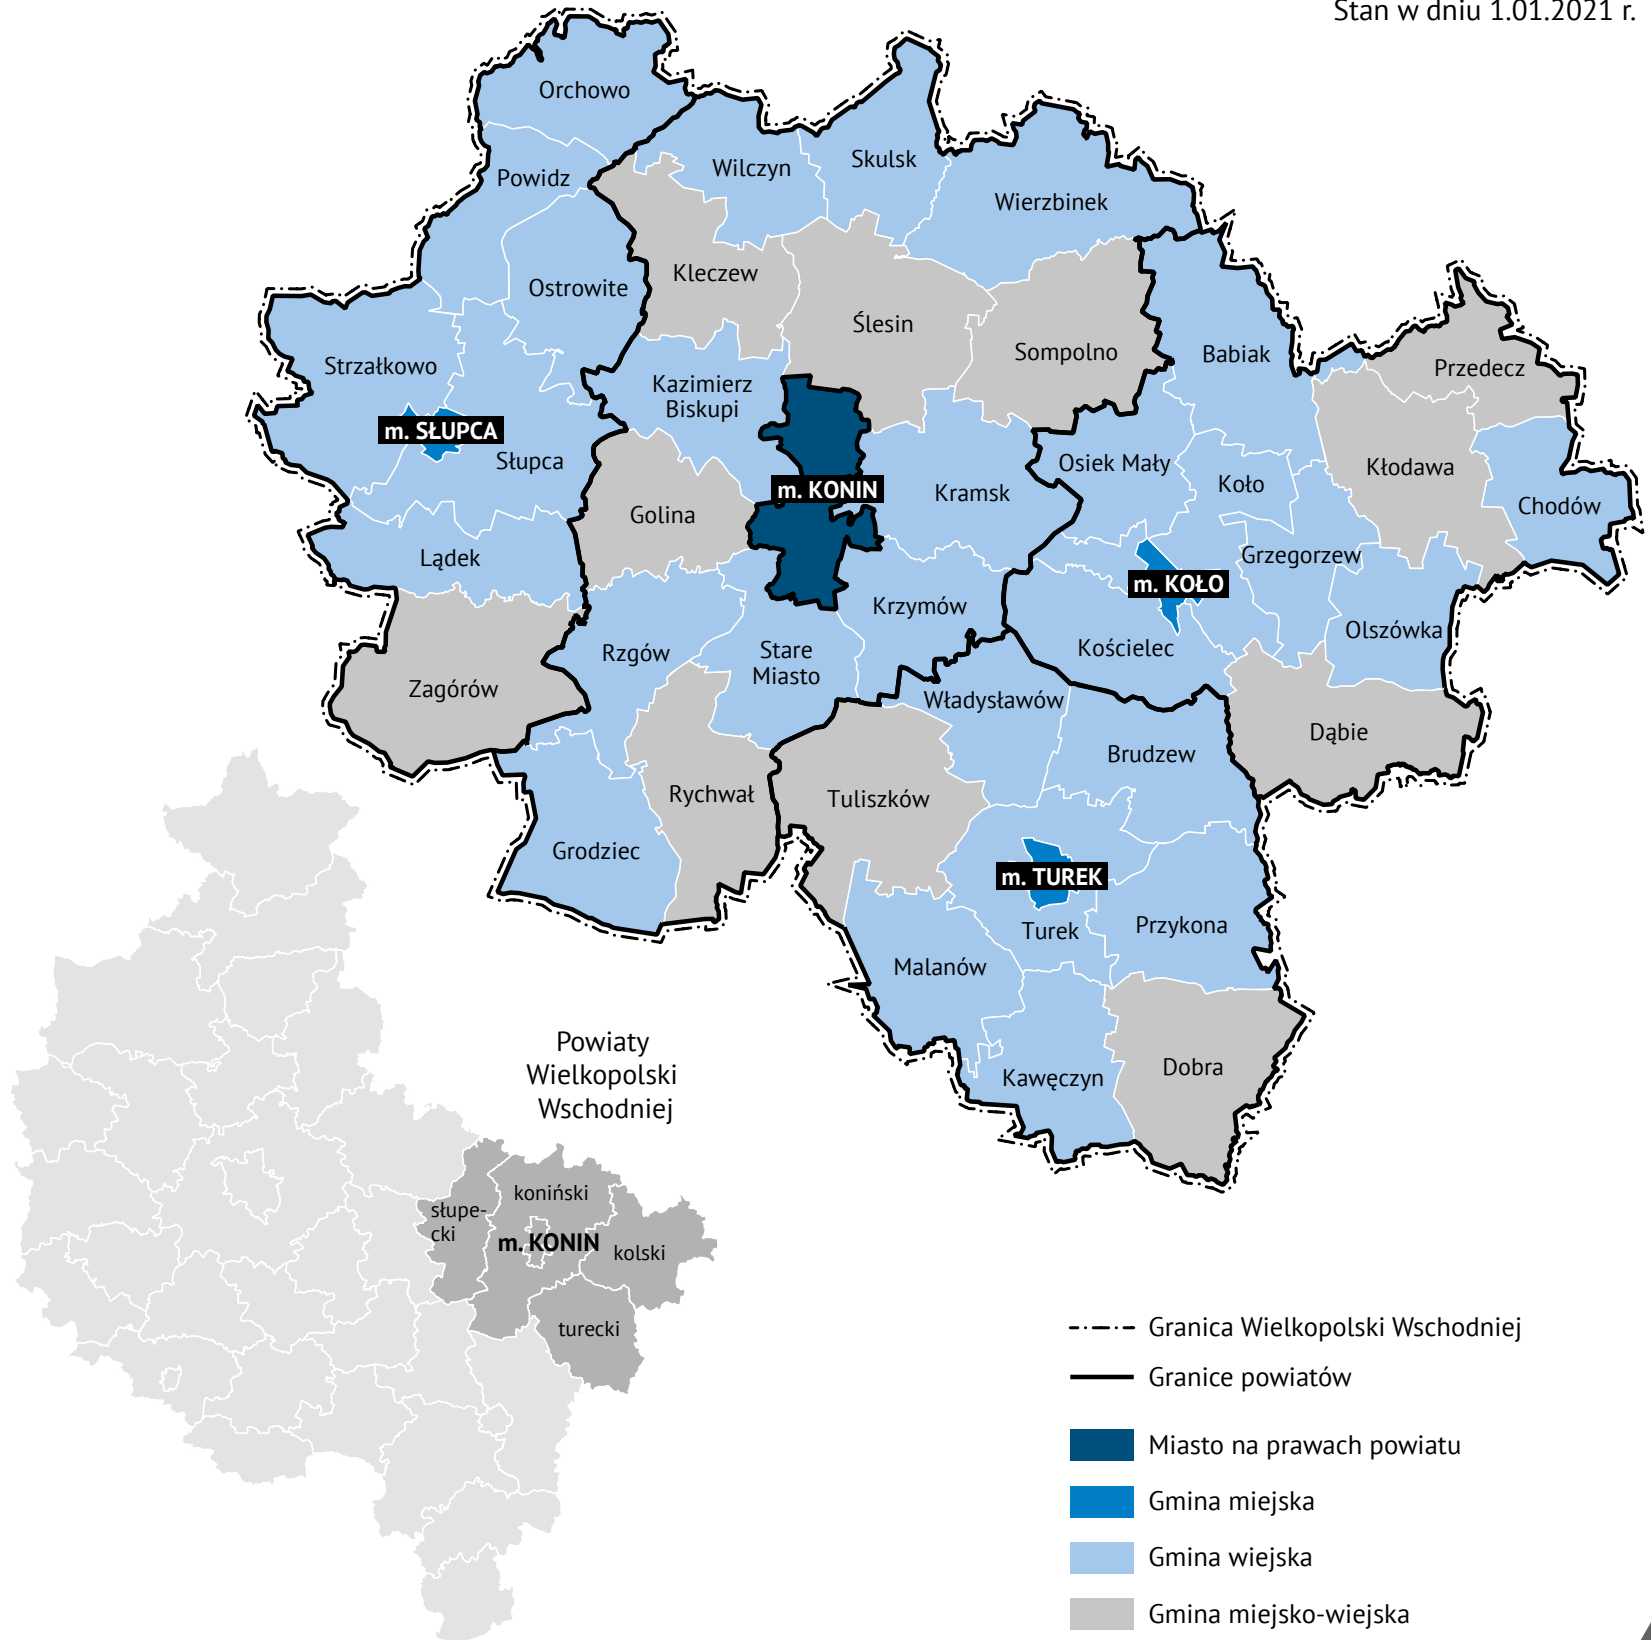 Stan w dniu 1.01.2021 r.
Orchowo
Powidz
Wilczyn
Skulsk
Wierzbinek
Ostrowite
Kleczew
Ślesin
Sompolno
Babiak
Przedecz
Strzałkowo
Kazimierz
Biskupi
m. SŁUPCA
Słupca
Osiek Mały
Koło
Kłodawa
Chodów
m. KONIN
Kramsk
Golina
Lądek
Grzegorzew
m. KOŁO
Krzymów
Olszówka
Rzgów
Stare
Miasto
Kościelec
Zagórów
Władysławów
Dąbie
Brudzew
Rychwał
Tuliszków
Grodziec
m. TUREK
Turek
Przykona
Malanów
Kawęczyn
Dobra
Powiaty
Wielkopolski
Wschodniej
koniński
słupe-
cki
m. KONIN
kolski
turecki
Granica Wielkopolski Wschodniej
Granice powiatów
Miasto na prawach powiatu
Gmina miejska
Gmina wiejska
Gmina miejsko-wiejska